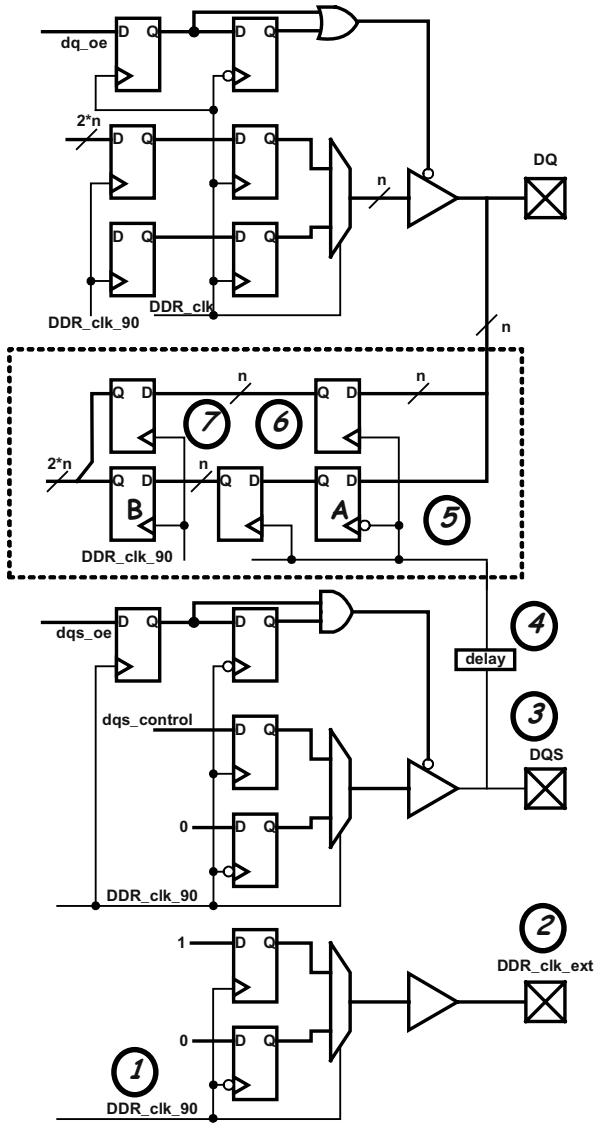 D Q D Q
dq_oe
2*n
D Q D Q
n
DQ
D Q D Q
DDR_clk
DDR_clk_90
n
n n
Q D 7 6 Q D
2*n n
Q D Q D Q D
B A 5
DDR_clk_90
D Q D Q
dqs_oe
4
delay
dqs_control
3
D Q
DQS
0 D Q
DDR_clk_90
1 D Q
2
DDR_clk_ext
0 D Q
1
DDR_clk_90